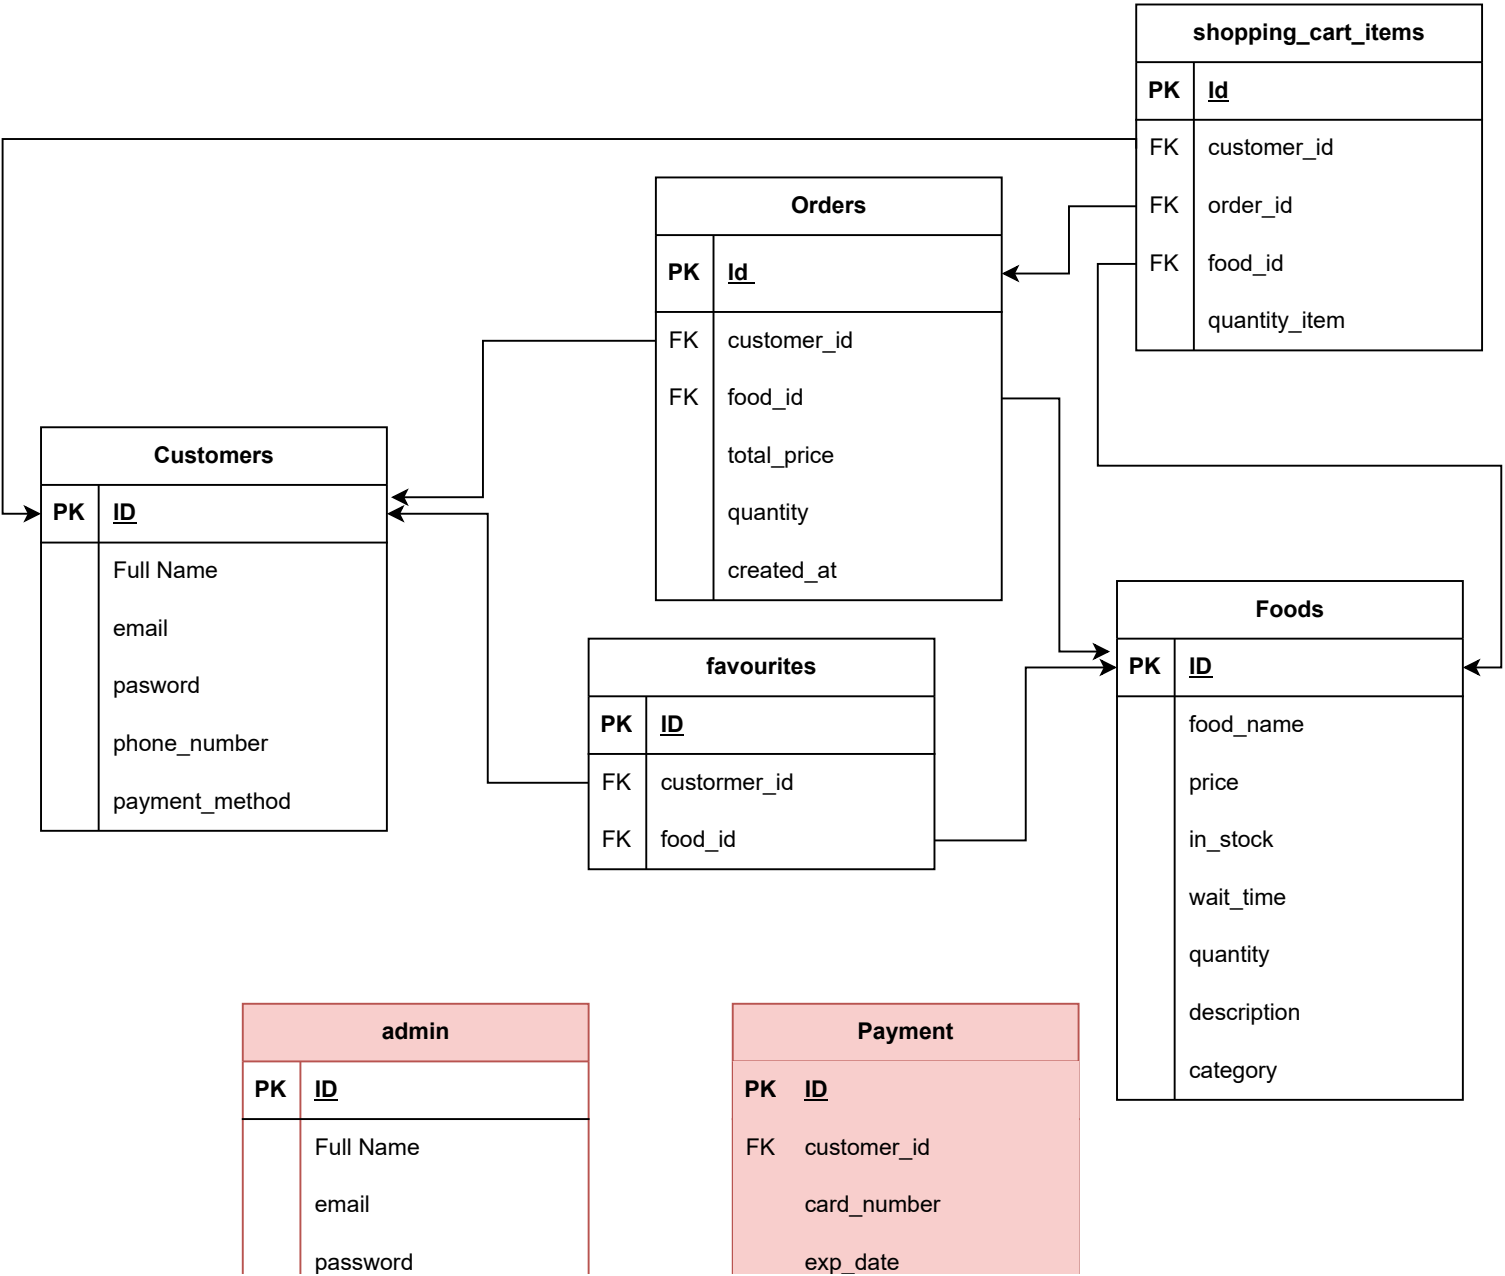 shopping_cart_items
PK Id
FK customer_id
FK order_id
FK food_id
quantity_item
Orders
PK Id
FK customer_id
FK food_id
total_price
quantity
created_at
Customers
PK ID
Full Name
email
pasword
phone_number
payment_method
favourites
PK ID
FK custormer_id
FK food_id
Foods
PK ID
food_name
price
in_stock
wait_time
quantity
description
category
admin
PK ID
Full Name
email
password
Payment
PK ID
FK customer_id
card_number
exp_date